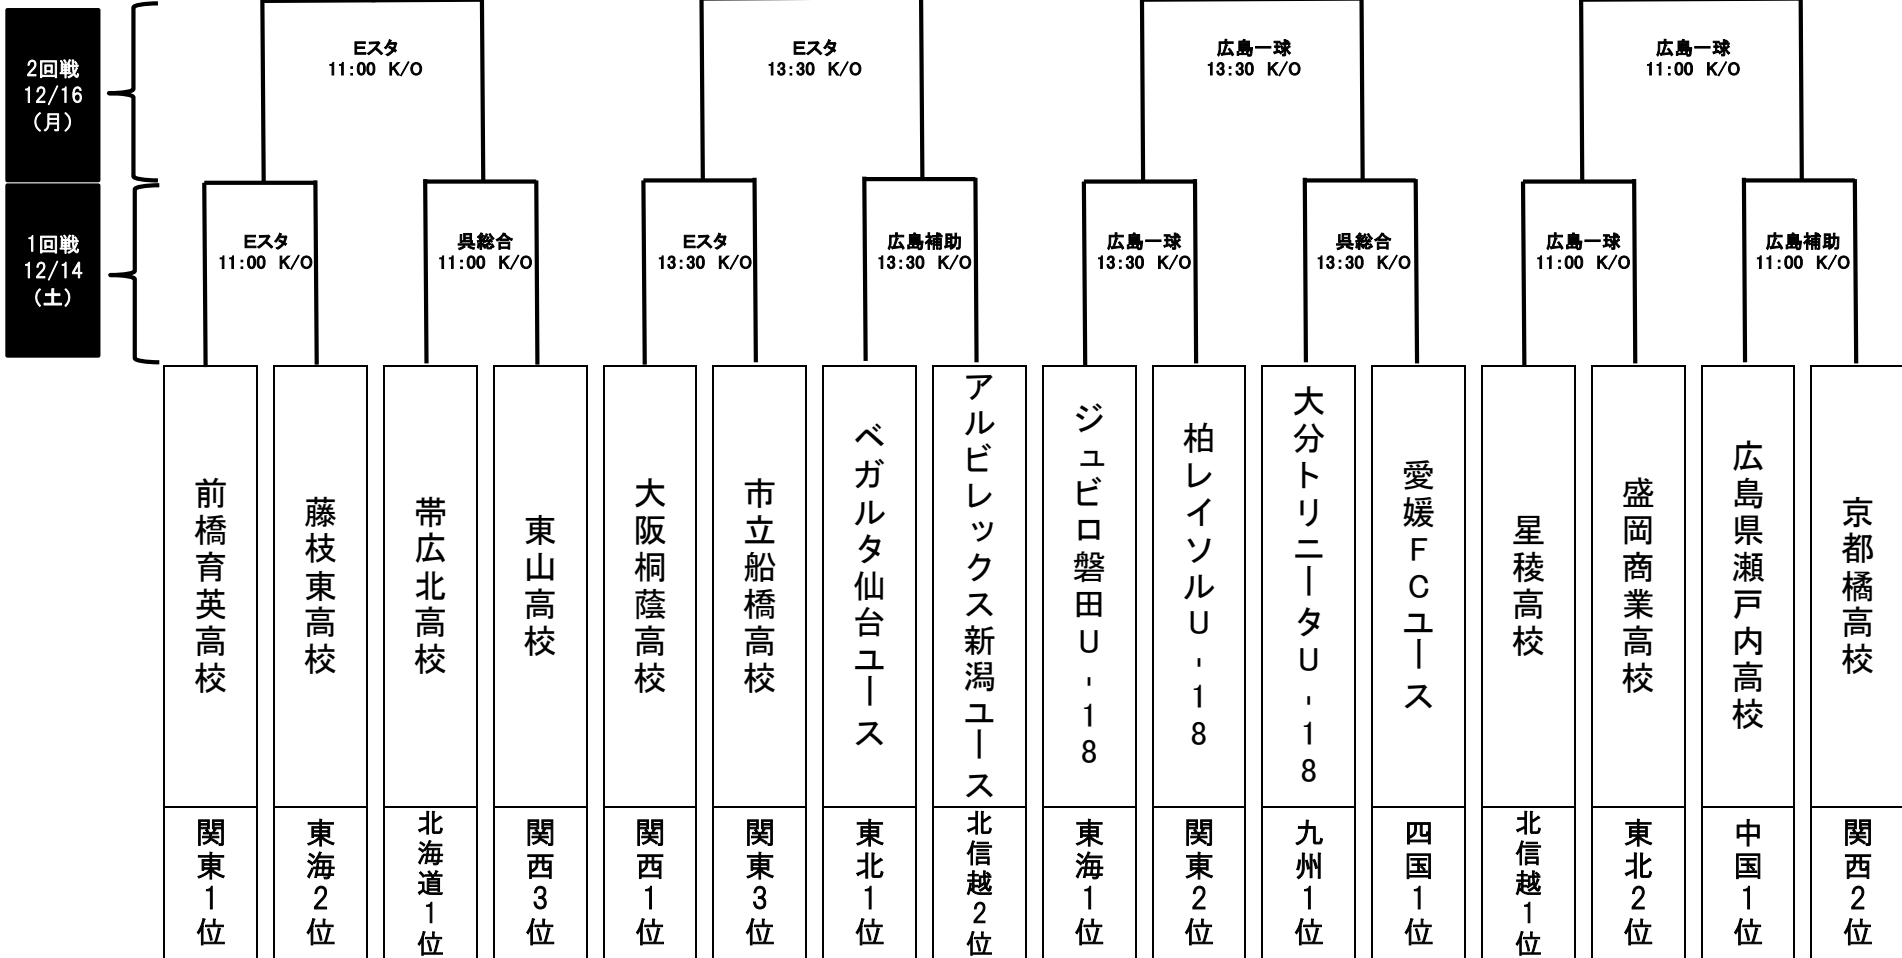 2回戦
12/16
（月）
Eスタ
11:00 K/O
Eスタ
13:30 K/O
広島一球
13:30 K/O
広島一球
11:00 K/O
1回戦
12/14
（土）
Eスタ
11:00 K/O
呉総合
11:00 K/O
Eスタ
13:30 K/O
広島補助
13:30 K/O
広島一球
13:30 K/O
呉総合
13:30 K/O
広島一球
11:00 K/O
広島補助
11:00 K/O
前橋育英高校
藤枝東高校
帯広北高校
東山高校
大阪桐蔭高校
市立船橋高校
ベガルタ仙台ユース
アルビレックス新潟ユース
ジュビロ磐田U-18
柏レイソルU-18
大分トリニータU-18
愛媛FCユース
星稜高校
盛岡商業高校
広島県瀬戸内高校
京都橘高校
関東1位
東海2位
北海道1位
関西3位
関西1位
関東3位
東北1位
北信越2位
東海1位
関東2位
九州1位
四国1位
北信越1位
東北2位
中国1位
関西2位